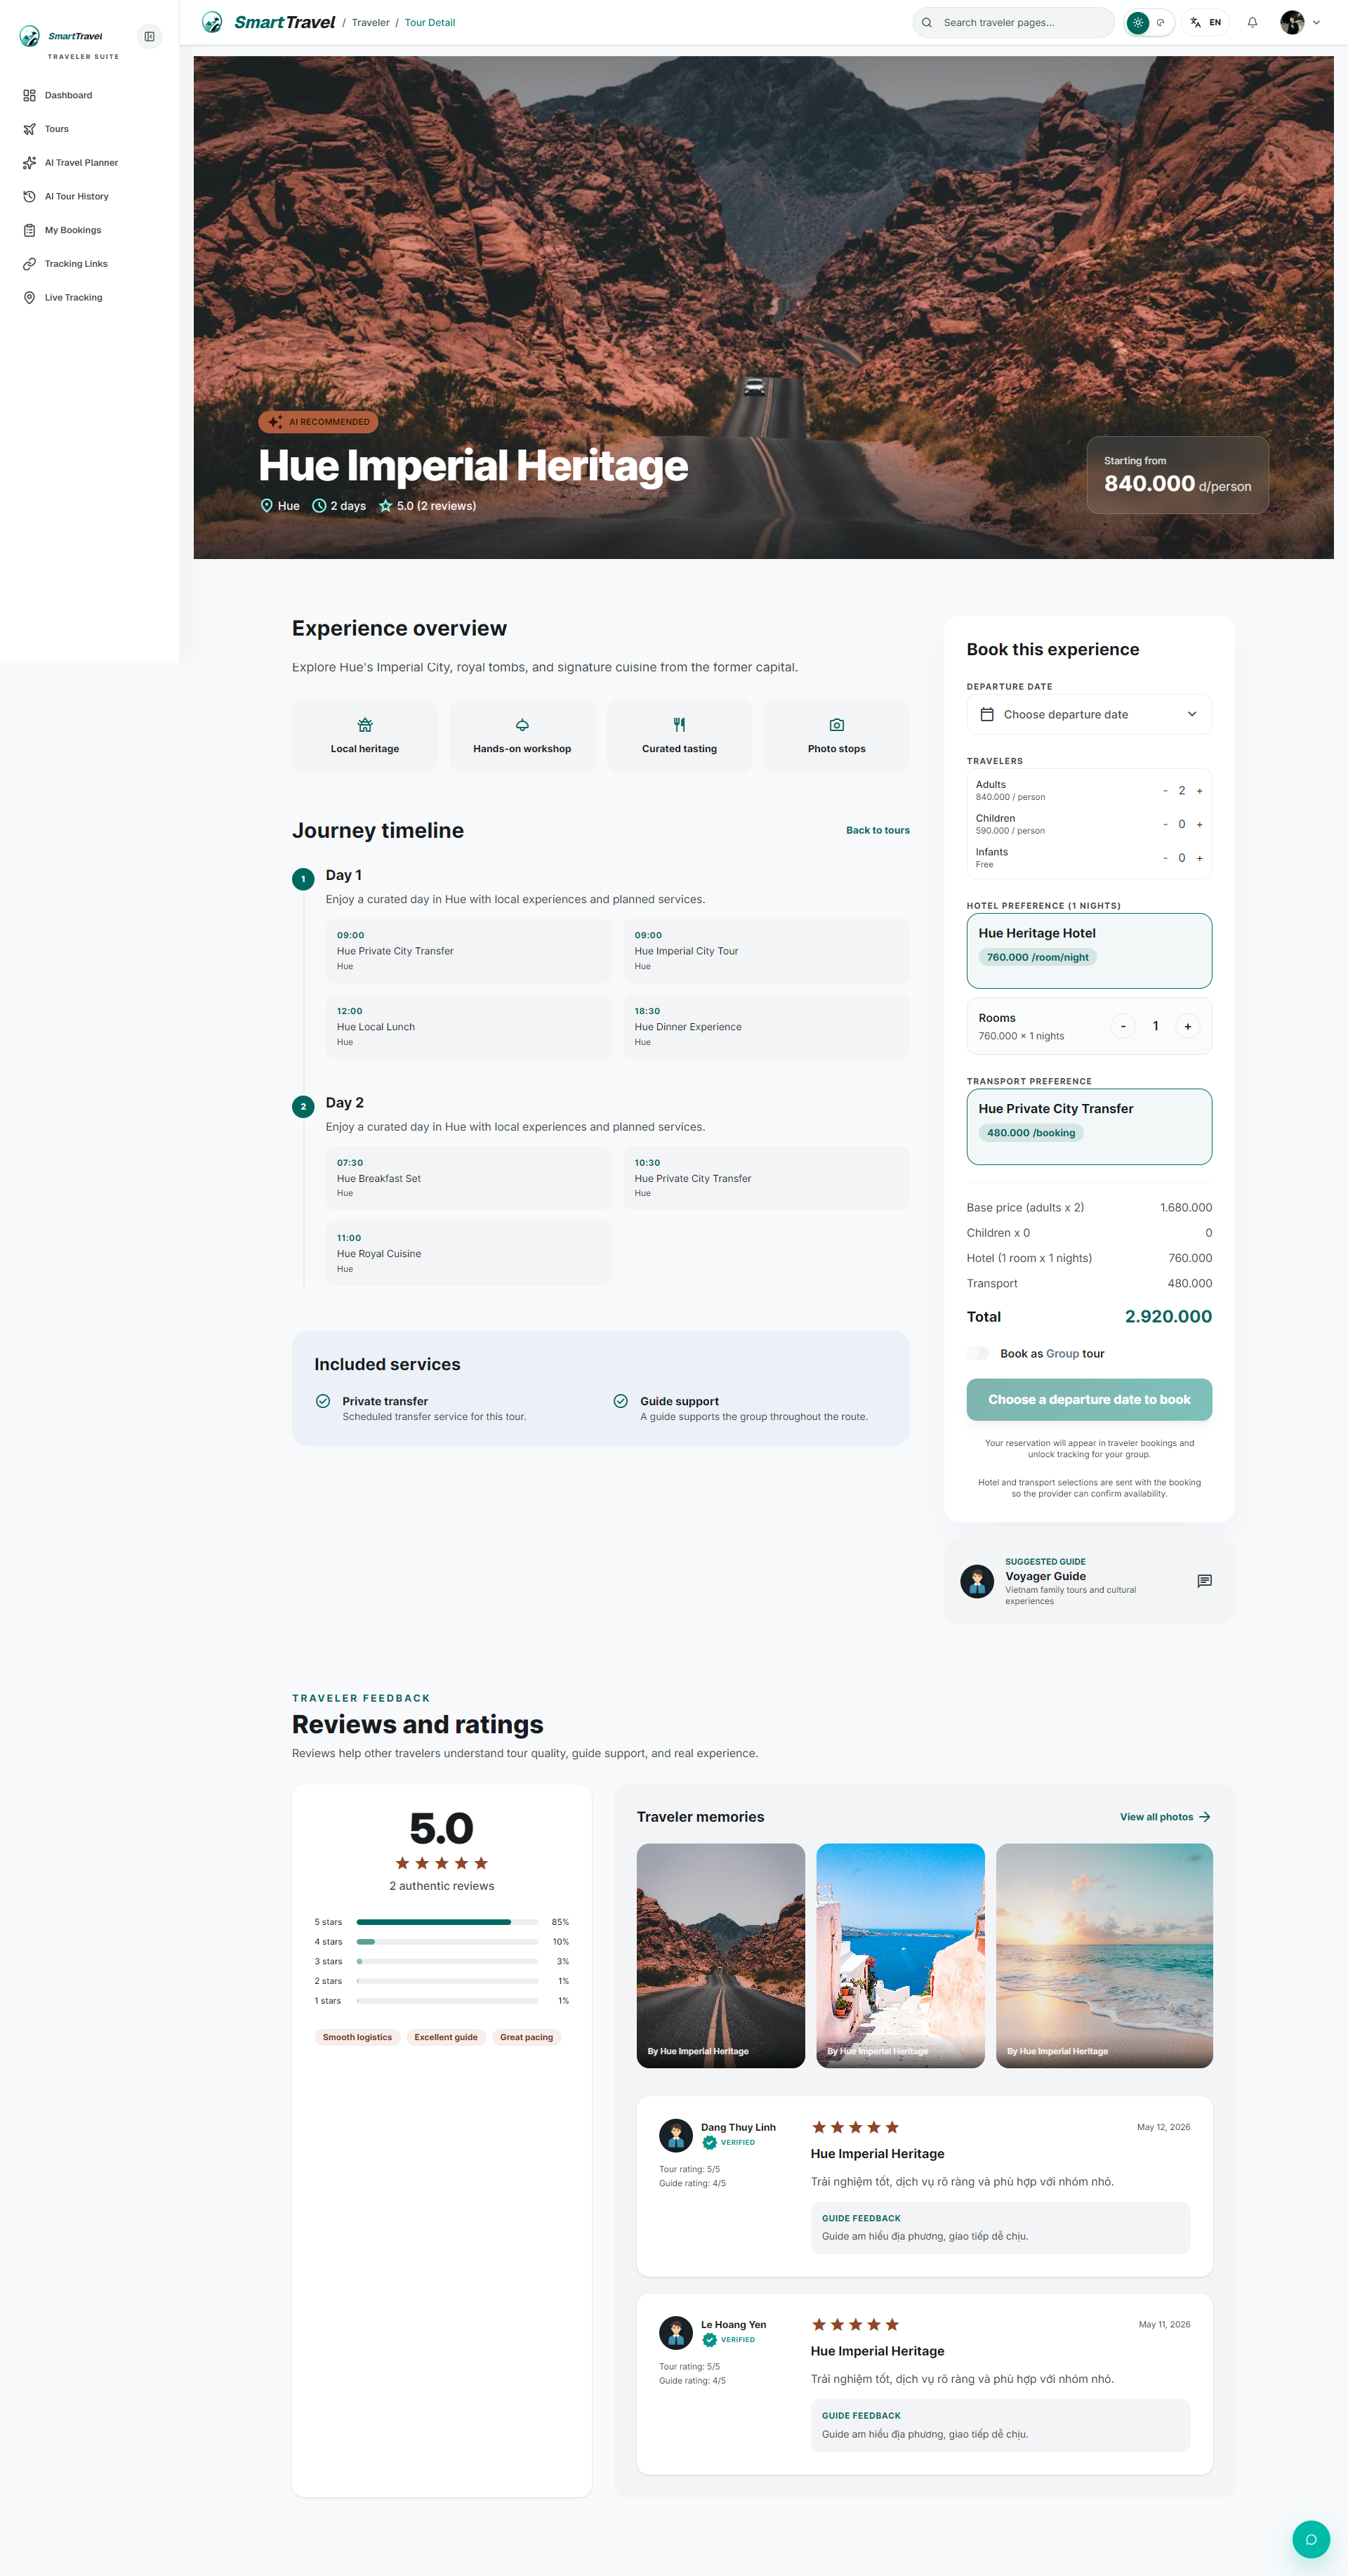 SmartTravel
TRAVELER SUITE
Dashboard
Tours
AI Travel Planner
AI Tour History
My Bookings
Tracking Links
Live Tracking
SmartTravel / Traveler / Tour Detail
Search traveler pages...
EN
AI RECOMMENDED
Hue Imperial Heritage
Hue 2 days 5.0 (2 reviews)
Starting from
840.000 d/person
Experience overview
Explore Hue's Imperial City, royal tombs, and signature cuisine from the former capital.
Local heritage
Hands-on workshop
Curated tasting
Photo stops
Journey timeline
Back to tours
1
Day 1
Enjoy a curated day in Hue with local experiences and planned services.
09:00
Hue Private City Transfer
Hue
09:00
Hue Imperial City Tour
Hue
12:00
Hue Local Lunch
Hue
18:30
Hue Dinner Experience
Hue
2
Day 2
Enjoy a curated day in Hue with local experiences and planned services.
07:30
Hue Breakfast Set
Hue
10:30
Hue Private City Transfer
Hue
11:00
Hue Royal Cuisine
Hue
Included services
Private transfer
Scheduled transfer service for this tour.
Guide support
A guide supports the group throughout the route.
Book this experience
DEPARTURE DATE
Choose departure date
TRAVELERS
Adults
840.000 / person
- 2 +
Children
590.000 / person
- 0 +
Infants
Free
- 0 +
HOTEL PREFERENCE (1 NIGHTS)
Hue Heritage Hotel
760.000 /room/night
Rooms
760.000 × 1 nights
- 1 +
TRANSPORT PREFERENCE
Hue Private City Transfer
480.000 /booking
Base price (adults x 2) 1.680.000
Children x 0 0
Hotel (1 room x 1 nights) 760.000
Transport 480.000
Total 2.920.000
Book as Group tour
Choose a departure date to book
Your reservation will appear in traveler bookings and
unlock tracking for your group.
Hotel and transport selections are sent with the booking
so the provider can confirm availability.
SUGGESTED GUIDE
Voyager Guide
Vietnam family tours and cultural
experiences
TRAVELER FEEDBACK
Reviews and ratings
Reviews help other travelers understand tour quality, guide support, and real experience.
5.0
2 authentic reviews
5 stars 85%
4 stars 10%
3 stars 3%
2 stars 1%
1 stars 1%
Smooth logistics
Excellent guide
Great pacing
Traveler memories
View all photos
By Hue Imperial Heritage
By Hue Imperial Heritage
By Hue Imperial Heritage
Dang Thuy Linh
VERIFIED
Tour rating: 5/5
Guide rating: 4/5
May 12, 2026
Hue Imperial Heritage
Trải nghiệm tốt, dịch vụ rõ ràng và phù hợp với nhóm nhỏ.
GUIDE FEEDBACK
Guide am hiểu địa phương, giao tiếp dễ chịu.
Le Hoang Yen
VERIFIED
Tour rating: 5/5
Guide rating: 4/5
May 11, 2026
Hue Imperial Heritage
Trải nghiệm tốt, dịch vụ rõ ràng và phù hợp với nhóm nhỏ.
GUIDE FEEDBACK
Guide am hiểu địa phương, giao tiếp dễ chịu.